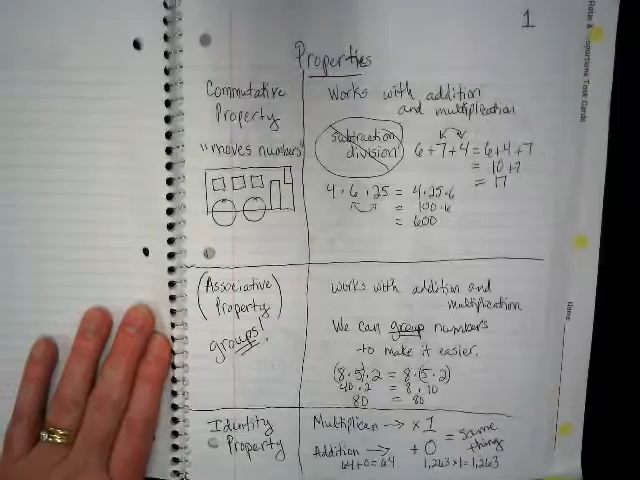 1
Properties
Commutative
Property
"moves numbers"
Works with addition
and multiplication
subtraction
division
6 + 7 + 4 = 6 + 4 + 7
= 10 + 7
= 17
4 · 6 · 25 = 4 · 25 · 6
= 100 · 6
= 600
(Associative
Property)
groups!
works with addition and
multiplication
We can group numbers
to make it easier.
(8 · 5) · 2 = 8 · (5 · 2)
40 · 2 = 8 · 10
80 = 80
Identity
Property
→ × 1
Addition → + 0
= same
thing
64 + 0 = 64
1,263 × 1 = 1,263
Task Cards
Name